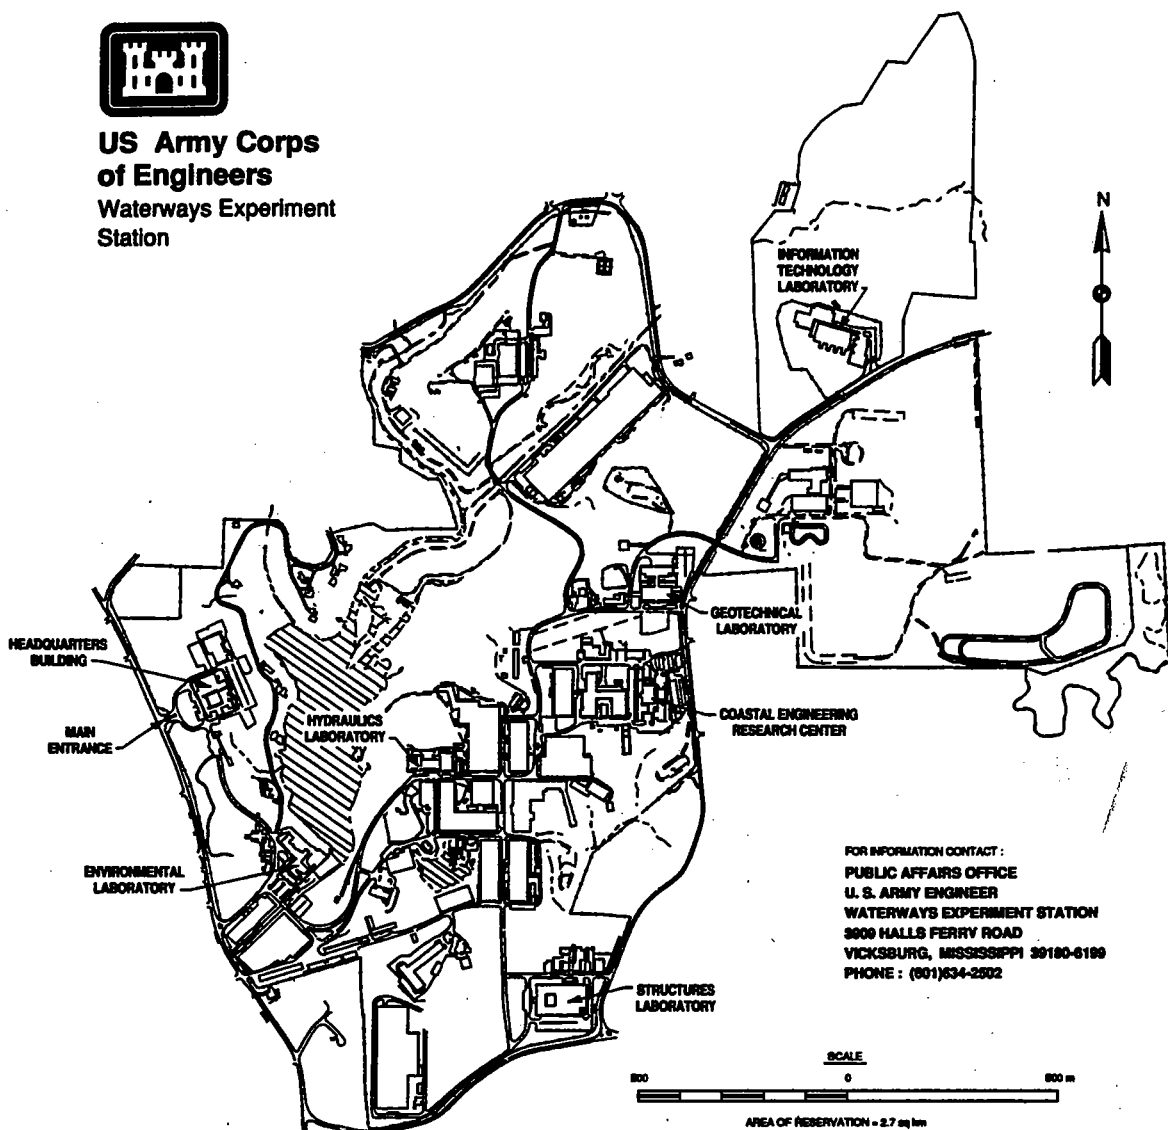 US Army Corps
of Engineers
Waterways Experiment
Station
N
INFORMATION
TECHNOLOGY
LABORATORY
GEOTECHNICAL
LABORATORY
HEADQUARTERS
BUILDING
MAIN
ENTRANCE
HYDRAULICS
LABORATORY
COASTAL ENGINEERING
RESEARCH CENTER
ENVIRONMENTAL
LABORATORY
STRUCTURES
LABORATORY
FOR INFORMATION CONTACT :
PUBLIC AFFAIRS OFFICE
U. S. ARMY ENGINEER
WATERWAYS EXPERIMENT STATION
3909 HALLS FERRY ROAD
VICKSBURG, MISSISSIPPI 39180-6199
PHONE : (601)634-2502
SCALE
500 0 500 m
AREA OF RESERVATION = 2.7 sq km